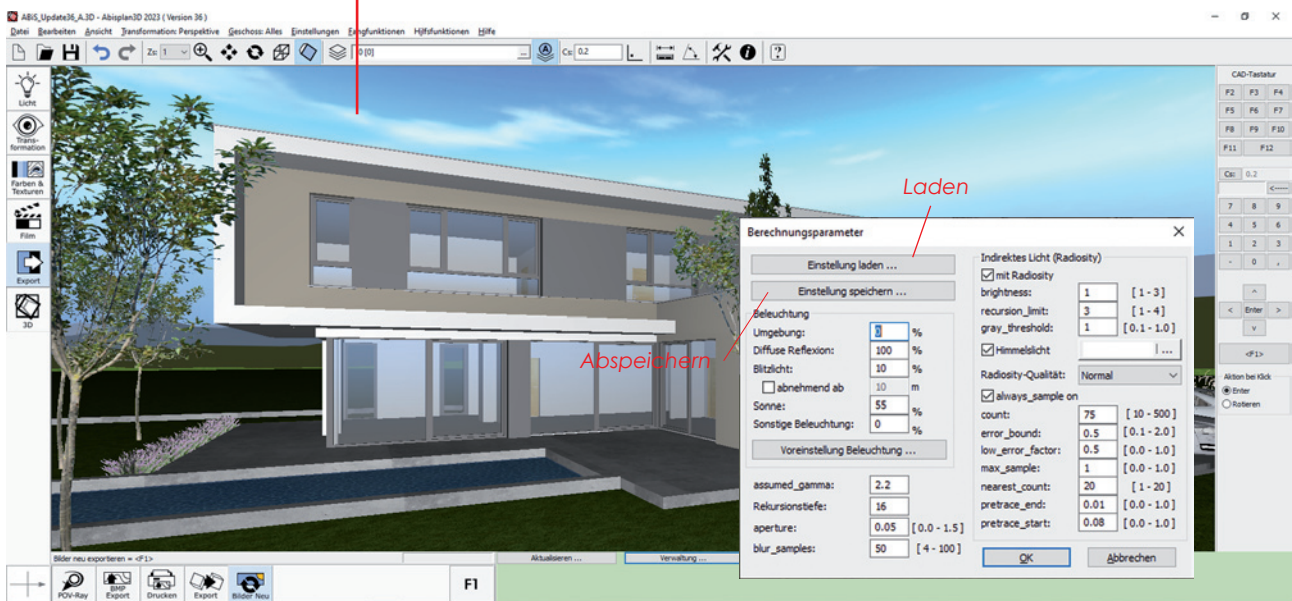 ABiS_Update36_A.3D - Abisplan3D 2023 ( Version 36 )
Datei Bearbeiten Ansicht Transformation: Perspektive Geschoss: Alles Einstellungen Fangfunktionen Hilfsfunktionen Hilfe
Zs: 1 0 [0] ... A Cs: 0.2
Licht
Trans-
formation
Farben &
Texturen
Film
Export
3D
Laden
Abspeichern
Berechnungsparameter
Einstellung laden ...
Einstellung speichern ...
Beleuchtung
Umgebung: 0 %
Diffuse Reflexion: 100 %
Blitzlicht: 10 %
abnehmend ab 10 m
Sonne: 55 %
Sonstige Beleuchtung: 0 %
Voreinstellung Beleuchtung ...
assumed_gamma: 2.2
Rekursionstiefe: 16
aperture: 0.05 [ 0.0 - 1.5 ]
blur_samples: 50 [ 4 - 100 ]
Indirektes Licht (Radiosity)
mit Radiosity
brightness: 1 [ 1 - 3 ]
recursion_limit: 3 [ 1 - 4 ]
gray_threshold: 1 [ 0.1 - 1.0 ]
Himmelslicht ...
Radiosity-Qualität: Normal
always_sample on
count: 75 [ 10 - 500 ]
error_bound: 0.5 [ 0.1 - 2.0 ]
low_error_factor: 0.5 [ 0.0 - 1.0 ]
max_sample: 1 [ 0.0 - 1.0 ]
nearest_count: 20 [ 1 - 20 ]
pretrace_end: 0.01 [ 0.0 - 1.0 ]
pretrace_start: 0.08 [ 0.0 - 1.0 ]
OK Abbrechen
CAD-Tastatur
F2 F3 F4
F5 F6 F7
F8 F9 F10
F11 F12
Cs: 0.2
<----
7 8 9
4 5 6
1 2 3
- 0 ,
^
< Enter >
v
<F1>
Aktion bei Klick
Enter
Rotieren
Bilder neu exportieren = <F1> Aktualisieren ... Verwaltung ...
POV-Ray
BMP
Export
Drucken
Export
Bilder Neu
F1